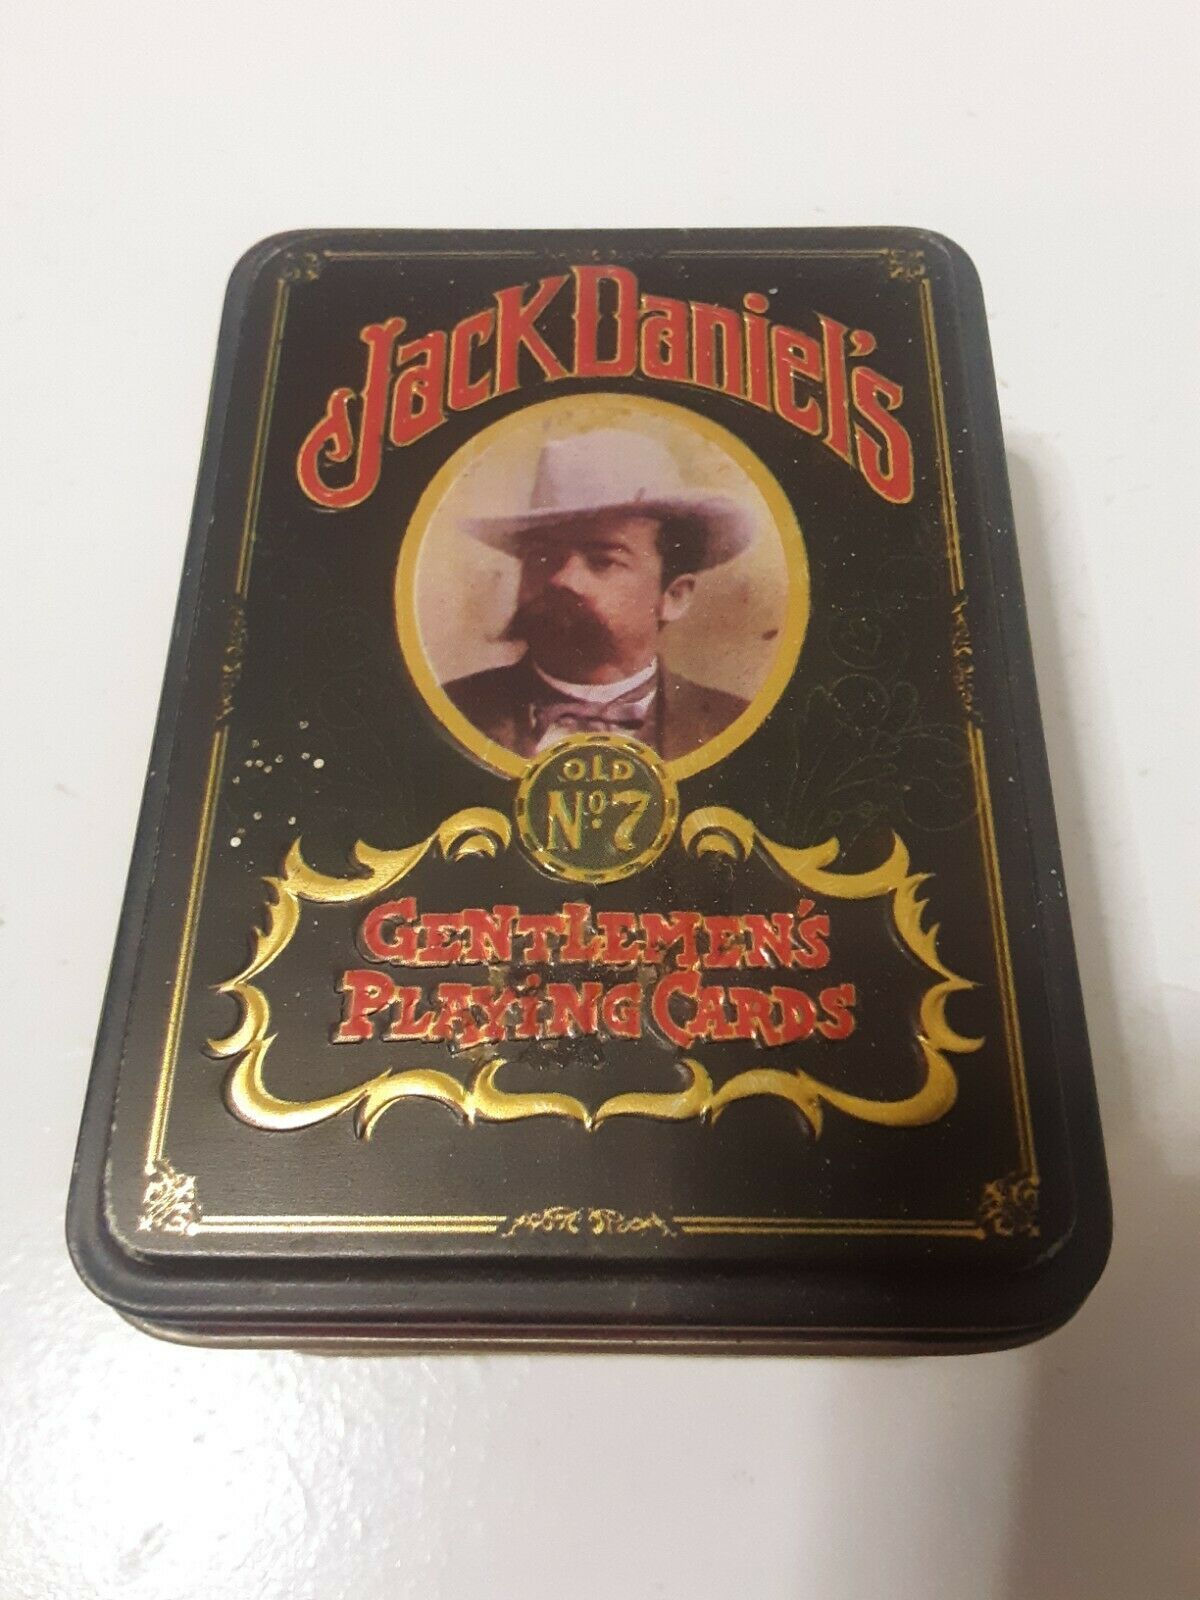 Jack Daniel's
OLD
No. 7
GENTLEMEN'S
PLAYING CARDS